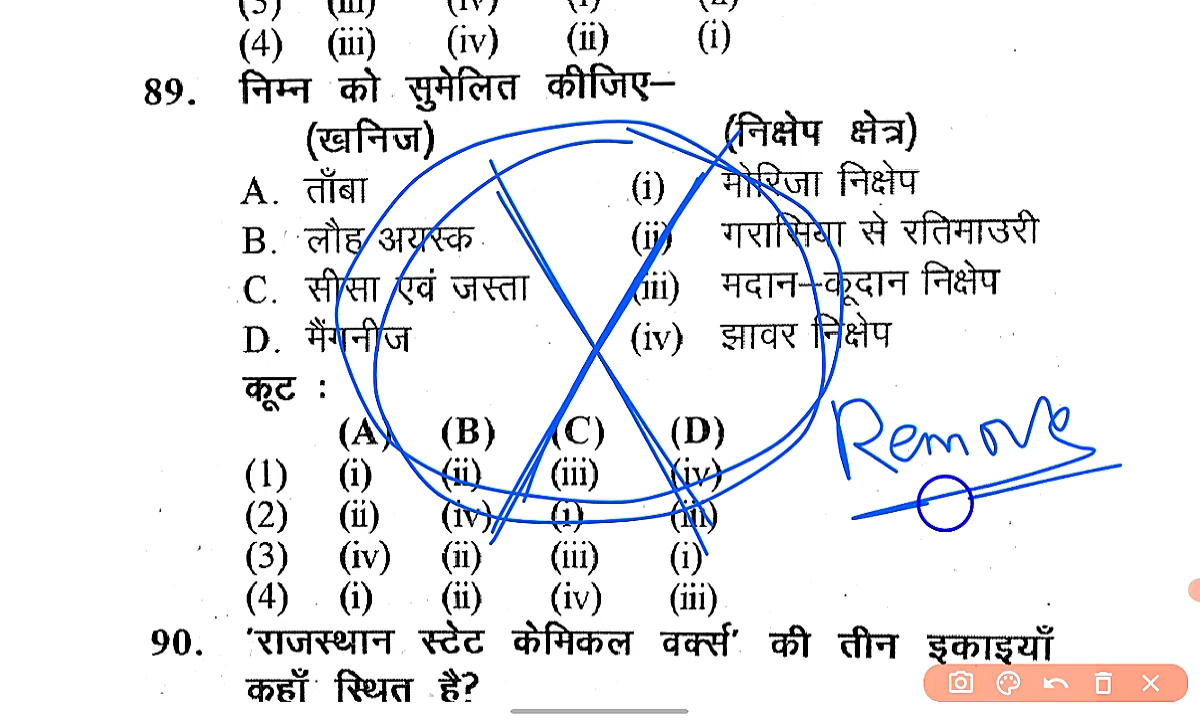 (4) (iii) (iv) (ii) (i)
89. निम्न को सुमेलित कीजिए–
(खनिज) (निक्षेप क्षेत्र)
A. ताँबा (i) मोरिजा निक्षेप
B. लौह अयस्क (ii) गरासिया से रतिमाउरी
C. सीसा एवं जस्ता (iii) मदान–कूदान निक्षेप
D. मैंगनीज (iv) झावर निक्षेप
कूट :
(A) (B) (C) (D)
Remove
(1) (i) (ii) (iii) (iv)
(2) (ii) (iv) (i) (iii)
(3) (iv) (ii) (iii) (i)
(4) (i) (ii) (iv) (iii)
90. 'राजस्थान स्टेट केमिकल वर्क्स' की तीन इकाइयाँ
कहाँ स्थित है?